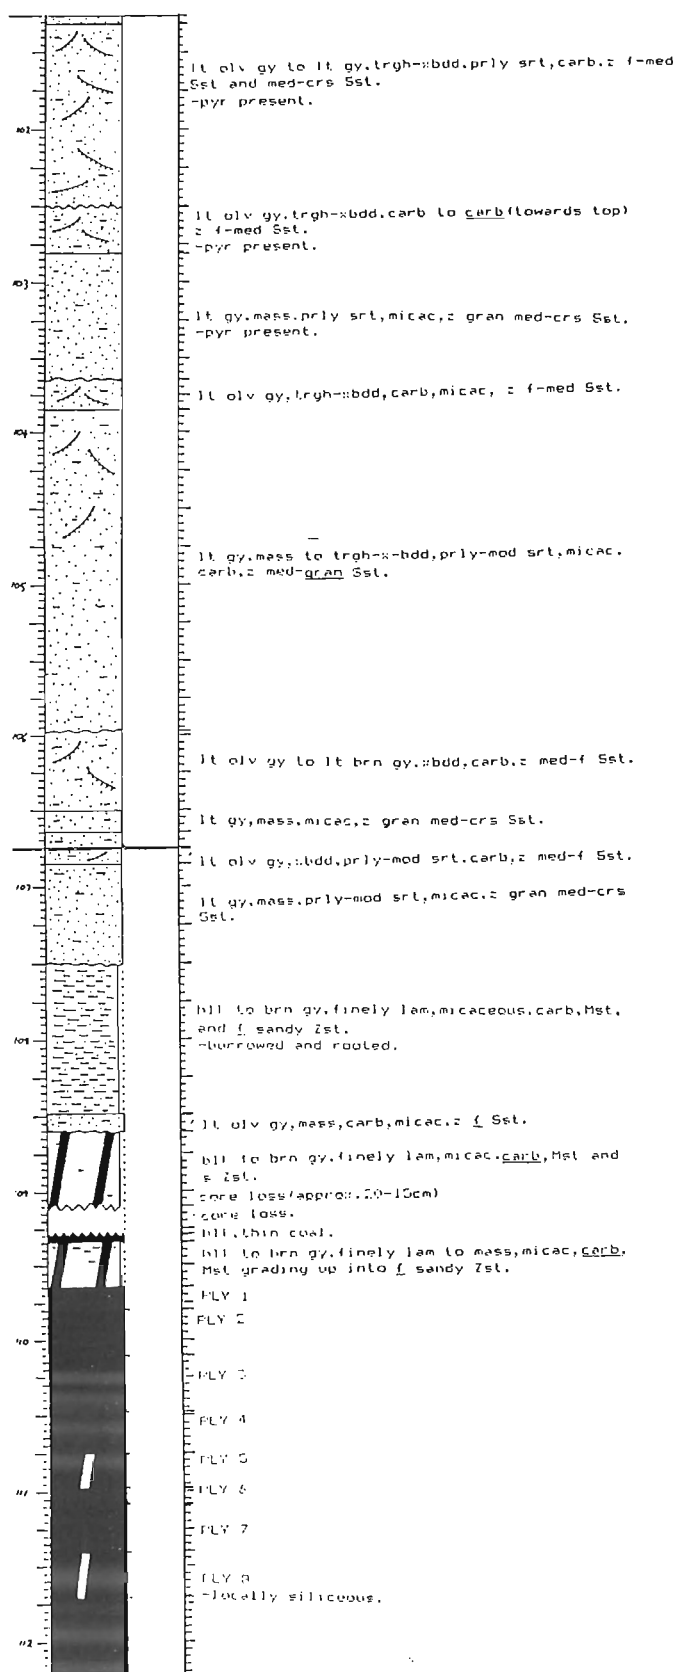 lt olv gy to lt gy.trgh-xbdd.prly srt,carb.z f-med
Sst and med-crs Sst.
-pyr present.
102
lt olv gy.trgh-xbdd.carb to carb(towards top)
z f-med Sst.
-pyr present.
103
lt gy.mass.prly srt,micac,z gran med-crs Sst.
-pyr present.
lt olv gy,trgh-xbdd,carb,micac, z f-med Sst.
104
lt gy.mass to trgh-x-bdd,prly-mod srt,micac.
carb.z med-gran Sst.
105
106
lt olv gy to lt brn gy.xbdd,carb.z med-f Sst.
lt gy,mass.micac,z gran med-crs Sst.
lt olv gy.xbdd,prly-mod srt.carb,z med-f Sst.
107
lt gy.mass.prly-mod srt,micac.z gran med-crs
Sst.
bll to brn gy.finely lam,micaceous.carb,Mst.
and f sandy Zst.
-burrowed and rooted.
108
lt olv gy,mass,carb,micac.z f Sst.
bll to brn gy.finely lam,micac.carb,Mst and
s Zst.
109
core loss(approx.20-15cm)
core loss.
bll,thin coal.
bll to brn gy.finely lam to mass,micac,carb.
Mst grading up into f sandy Zst.
PLY 1
PLY 2
110
PLY 3
PLY 4
PLY 5
111
PLY 6
PLY 7
PLY 8
-locally siliceous.
112